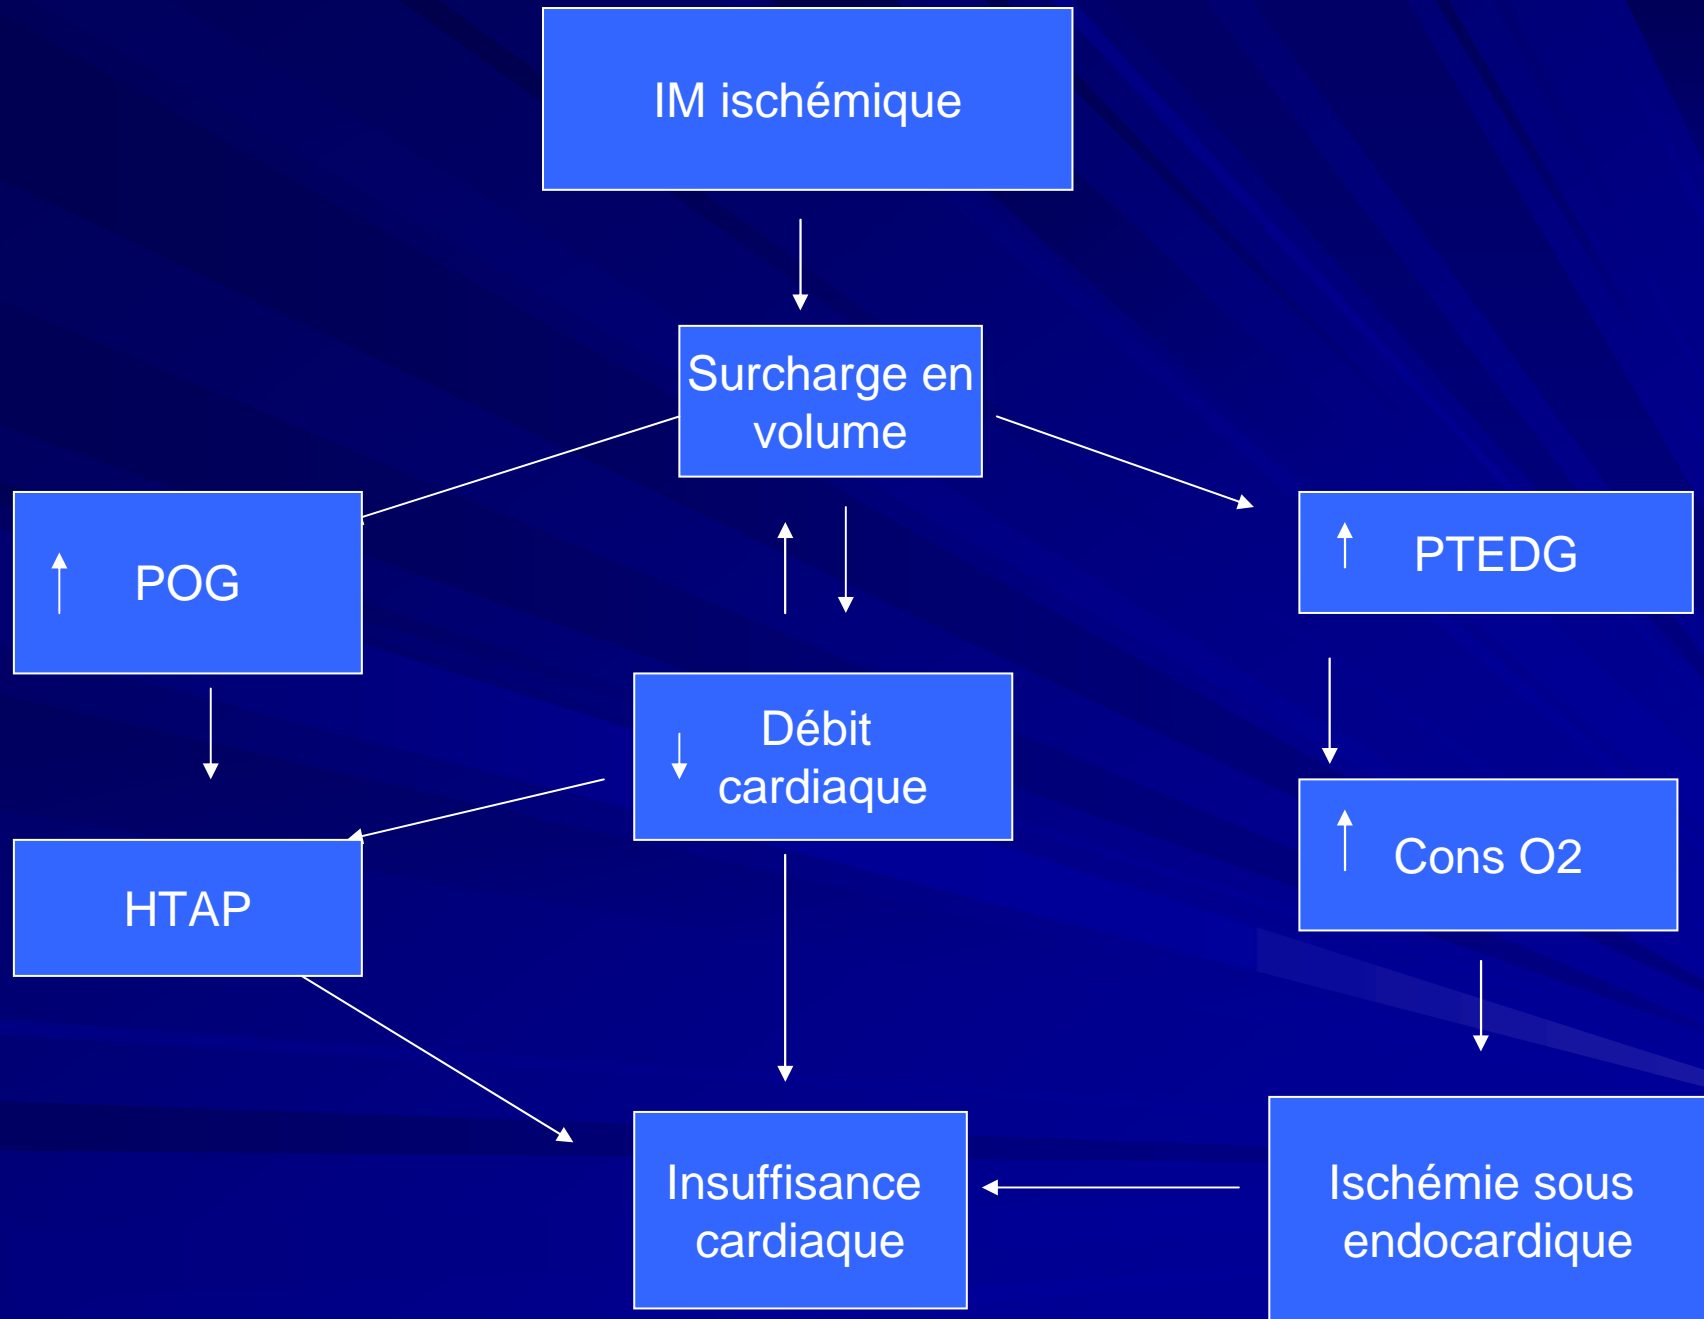 IM ischémique
Surcharge en
volume
POG
PTEDG
Débit
cardiaque
Cons O2
HTAP
Insuffisance
cardiaque
Ischémie sous
endocardique